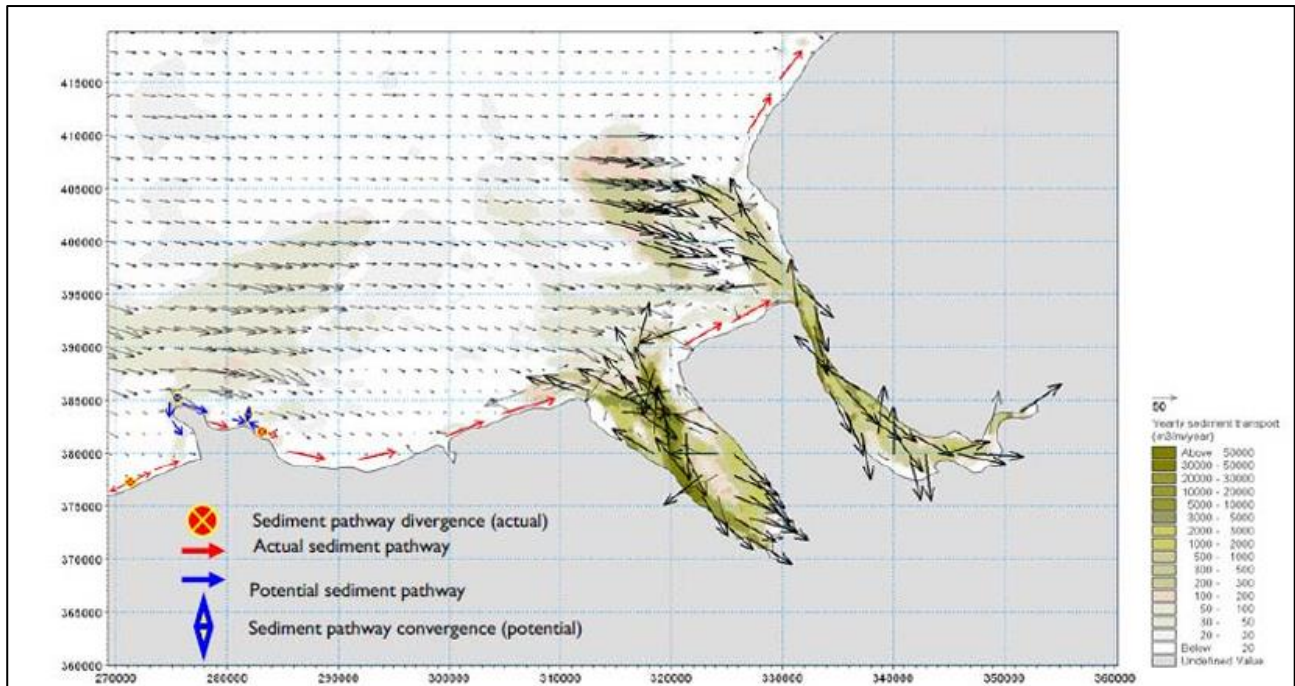 415000
410000
405000
400000
395000
390000
385000
380000
375000
370000
365000
360000
270000 280000 290000 300000 310000 320000 330000 340000 350000 360000
Sediment pathway divergence (actual)
Actual sediment pathway
Potential sediment pathway
Sediment pathway convergence (potential)
50
Yearly sediment transport
(m3/m/year)
Above 50000
30000 - 50000
20000 - 30000
10000 - 20000
5000 - 10000
3000 - 5000
2000 - 3000
1000 - 2000
500 - 1000
300 - 500
200 - 300
100 - 200
50 - 100
30 - 50
20 - 20
Below 20
Undefined Value